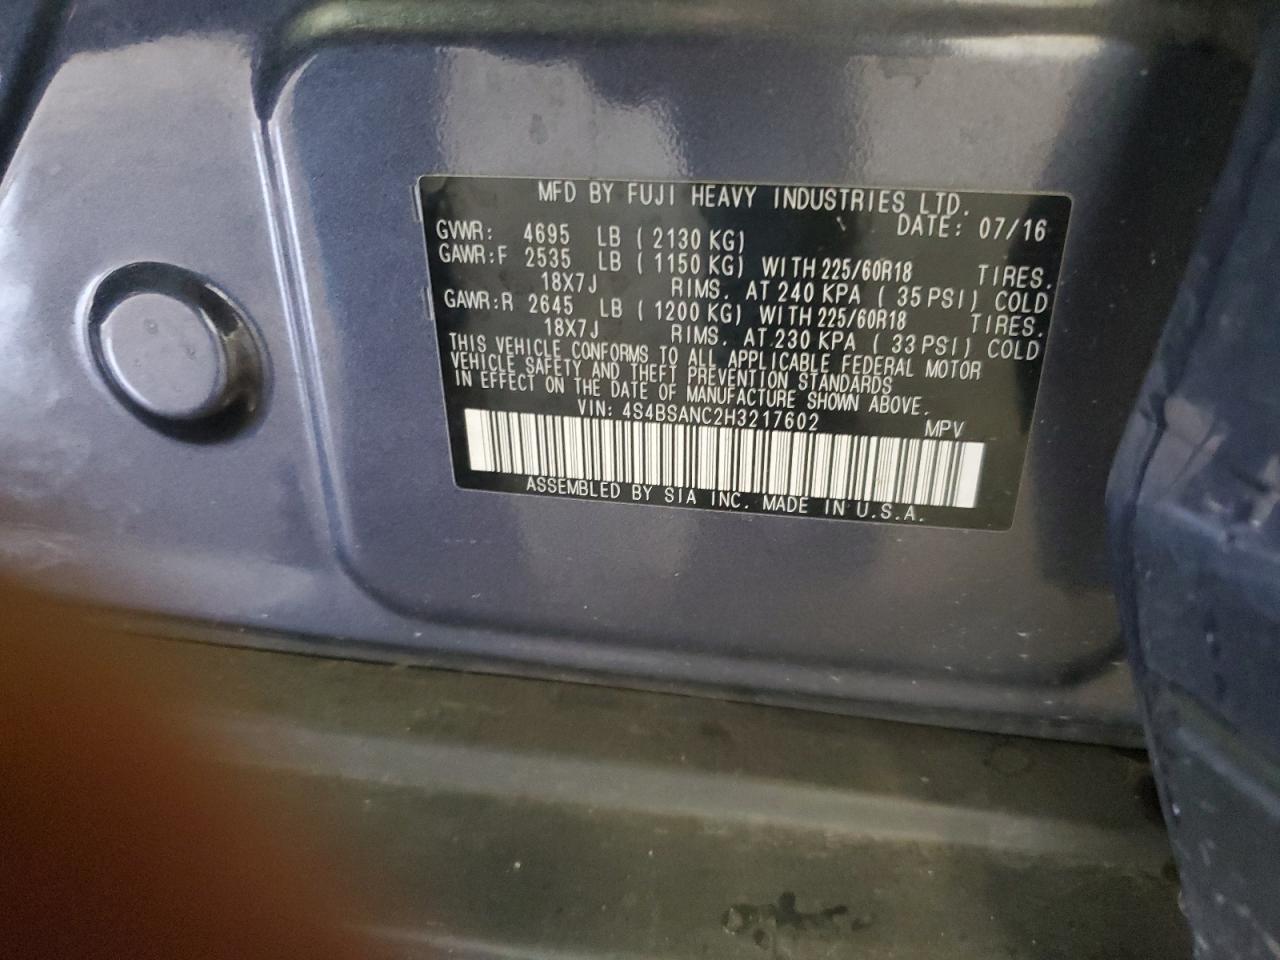 MFD BY FUJI HEAVY INDUSTRIES LTD.
DATE: 07/16
GVWR: 4695 LB (2130 KG)
GAWR:F 2535 LB (1150 KG) WITH 225/60R18 TIRES.
18X7J RIMS. AT 240 KPA (35 PSI) COLD
GAWR:R 2645 LB (1200 KG) WITH 225/60R18 TIRES.
18X7J RIMS. AT 230 KPA (33 PSI) COLD
THIS VEHICLE CONFORMS TO ALL APPLICABLE FEDERAL MOTOR
VEHICLE SAFETY AND THEFT PREVENTION STANDARDS
IN EFFECT ON THE DATE OF MANUFACTURE SHOWN ABOVE.
VIN: 4S4BSANC2H3217602 MPV
ASSEMBLED BY SIA INC. MADE IN U.S.A.